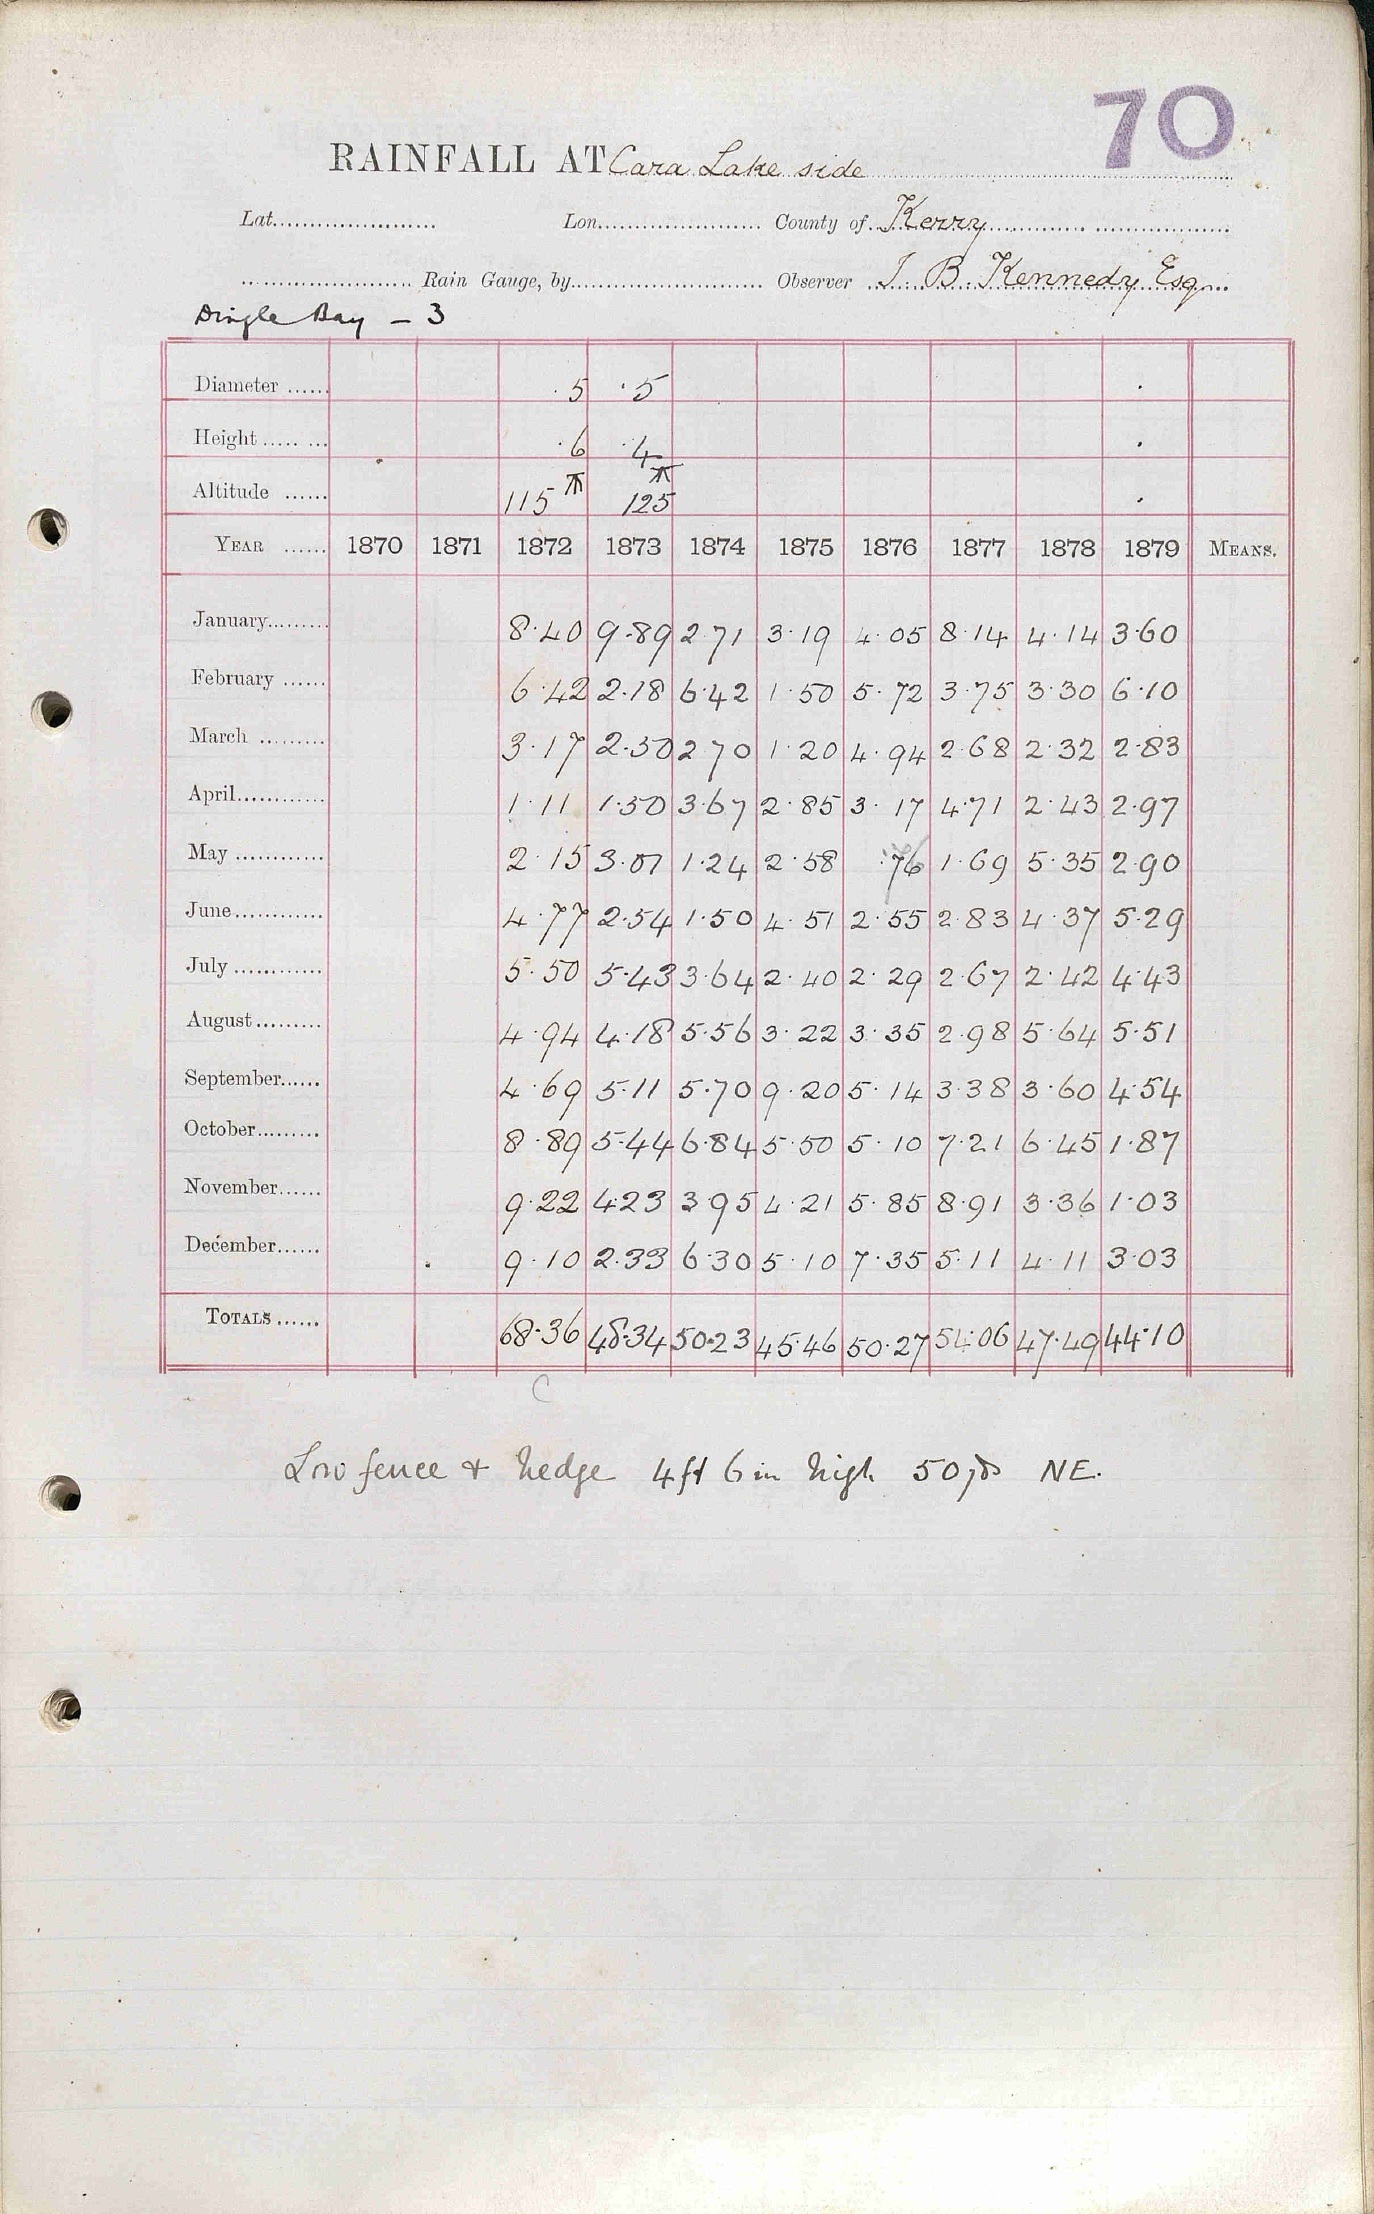 70
RAINFALL AT Cara Lake side
Lat. Lon. County of Kerry
Rain Gauge, by Observer J. B. Kennedy Esq
Dingle Bay – 3
Diameter ...... 5 5
Height ..... ... 6 4
Altitude ...... 115 125
YEAR ...... 1870 1871 1872 1873 1874 1875 1876 1877 1878 1879 MEANS.
January......... 8·40 9·89 2·71 3·19 4·05 8·14 4·14 3·60
February ...... 6·42 2·18 6·42 1·50 5·72 3·75 3·30 6·10
March ......... 3·17 2·50 2·70 1·20 4·94 2·68 2·32 2·83
April............ 1·11 1·50 3·67 2·85 3·17 4·71 2·43 2·97
May ............ 2·15 3·01 1·24 2·58 ·76 1·69 5·35 2·90
June............ 4·77 2·54 1·50 4·51 2·55 2·83 4·37 5·29
July ............ 5·50 5·43 3·64 2·40 2·29 2·67 2·42 4·43
August......... 4·94 4·18 5·56 3·22 3·35 2·98 5·64 5·51
September...... 4·69 5·11 5·70 9·20 5·14 3·38 3·60 4·54
October......... 8·89 5·44 6·84 5·50 5·10 7·21 6·45 1·87
November...... 9·22 4·23 3·95 4·21 5·85 8·91 3·36 1·03
December...... 9·10 2·33 6·30 5·10 7·35 5·11 4·11 3·03
TOTALS ...... 68·36 48·34 50·23 45·46 50·27 54·06 47·49 44·10
C
Low fence & hedge 4 ft 6 in high 50 yds NE.